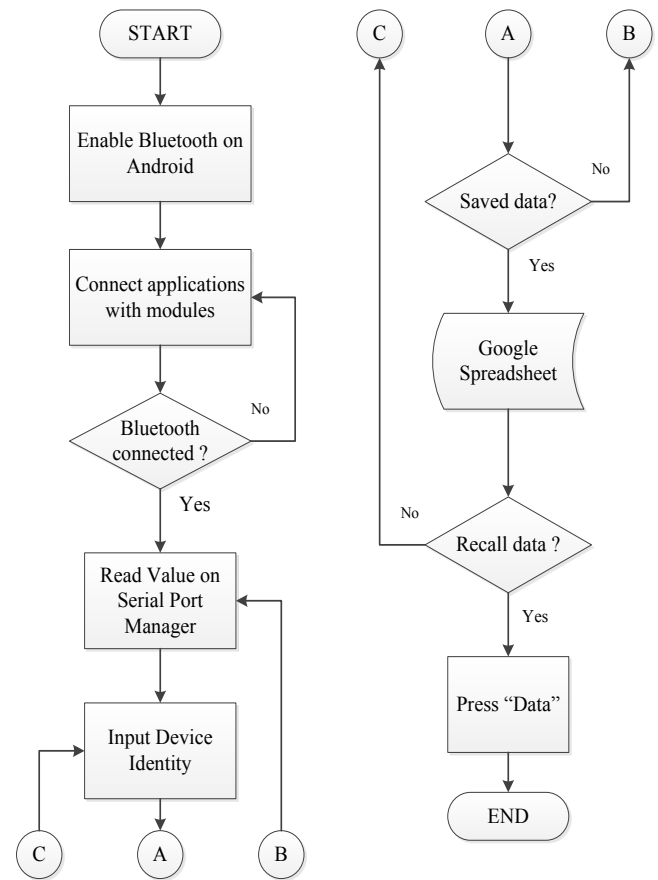 START
Enable Bluetooth on
Android
Connect applications
with modules
No
Bluetooth
connected ?
Yes
Read Value on
Serial Port
Manager
Input Device
Identity
C
A
B
C
A
B
No
Saved data?
Yes
Google
Spreadsheet
No
Recall data ?
Yes
Press “Data”
END